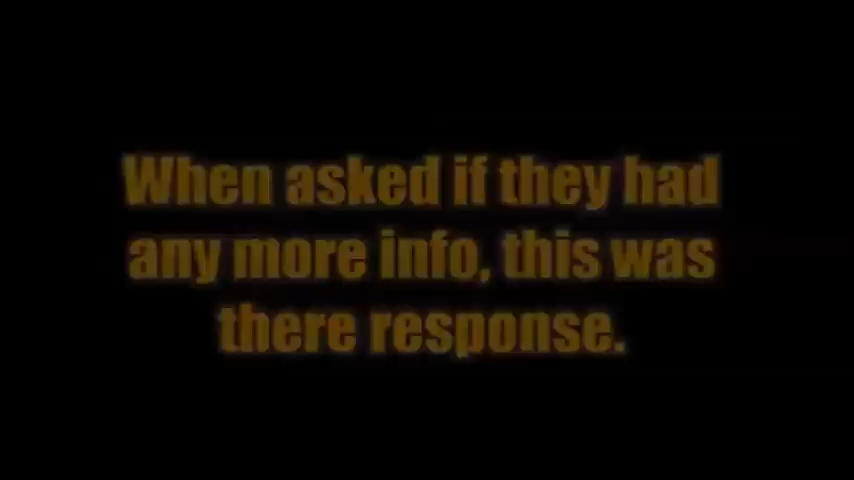 When asked if they had
any more info, this was
there response.